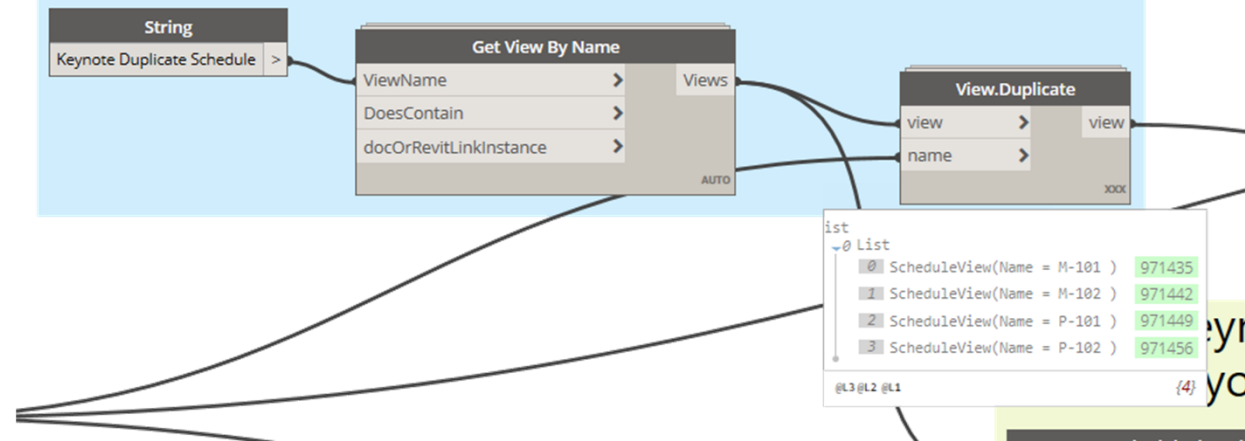 String
Keynote Duplicate Schedule >
Get View By Name
ViewName > Views
DoesContain >
docOrRevitLinkInstance >
AUTO
View.Duplicate
view > view
name >
xxx
ist
0 List
0 ScheduleView(Name = M-101 ) 971435
1 ScheduleView(Name = M-102 ) 971442
2 ScheduleView(Name = P-101 ) 971449
3 ScheduleView(Name = P-102 ) 971456
@L3 @L2 @L1 {4}
eyn
yo